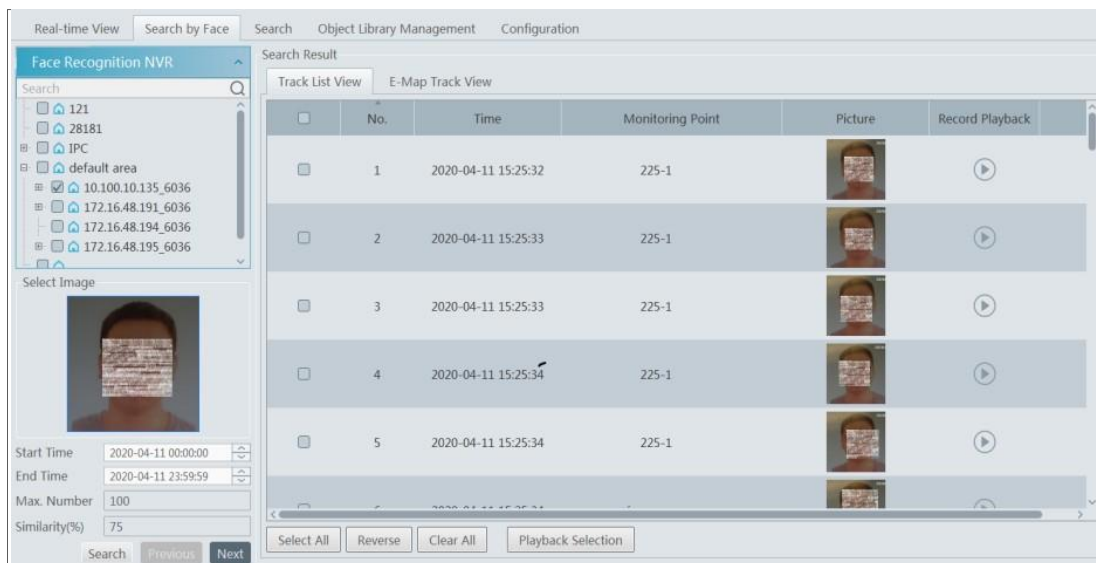 Real-time View Search by Face Search Object Library Management Configuration
Face Recognition NVR
Search
121
28181
IPC
default area
10.100.10.135_6036
172.16.48.191_6036
172.16.48.194_6036
172.16.48.195_6036
Select Image
Start Time 2020-04-11 00:00:00
End Time 2020-04-11 23:59:59
Max. Number 100
Similarity(%) 75
Search Previous Next
Search Result
Track List View E-Map Track View
No. Time Monitoring Point Picture Record Playback
1 2020-04-11 15:25:32 225-1
2 2020-04-11 15:25:33 225-1
3 2020-04-11 15:25:33 225-1
4 2020-04-11 15:25:34 225-1
5 2020-04-11 15:25:34 225-1
Select All Reverse Clear All Playback Selection